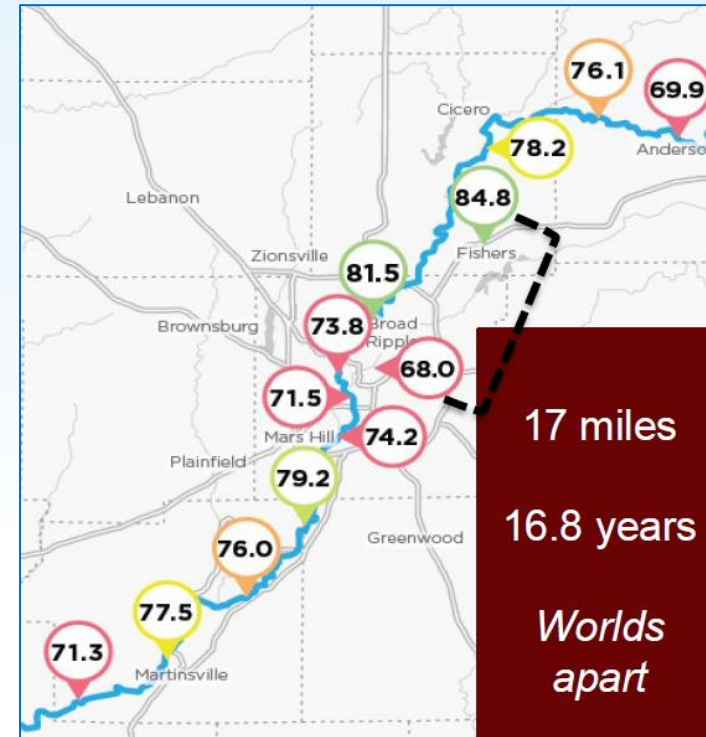 76.1
69.9
Cicero
78.2
Anderso
84.8
Lebanon
Fishers
Zionsville
81.5
73.8
Broad
Ripple
Brownsburg
68.0
71.5
Mars Hill
74.2
17 miles
Plainfield
79.2
Greenwood
16.8 years
76.0
77.5
Worlds
apart
71.3
Martinsville